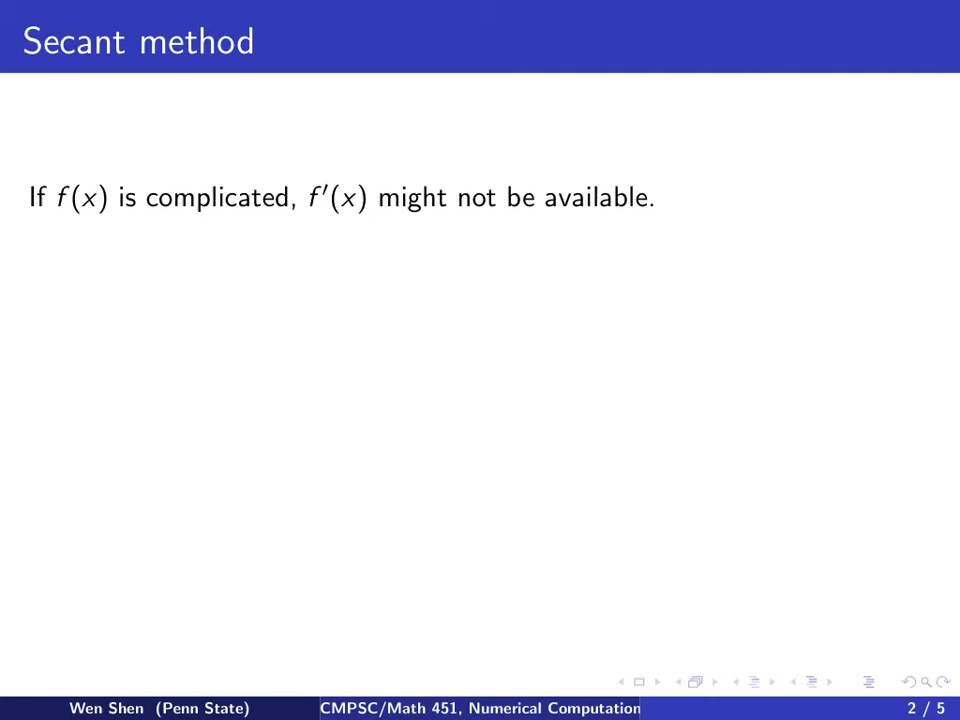 Secant method
If f(x) is complicated, f′(x) might not be available.
Wen Shen (Penn State) CMPSC/Math 451, Numerical Computation 2 / 5